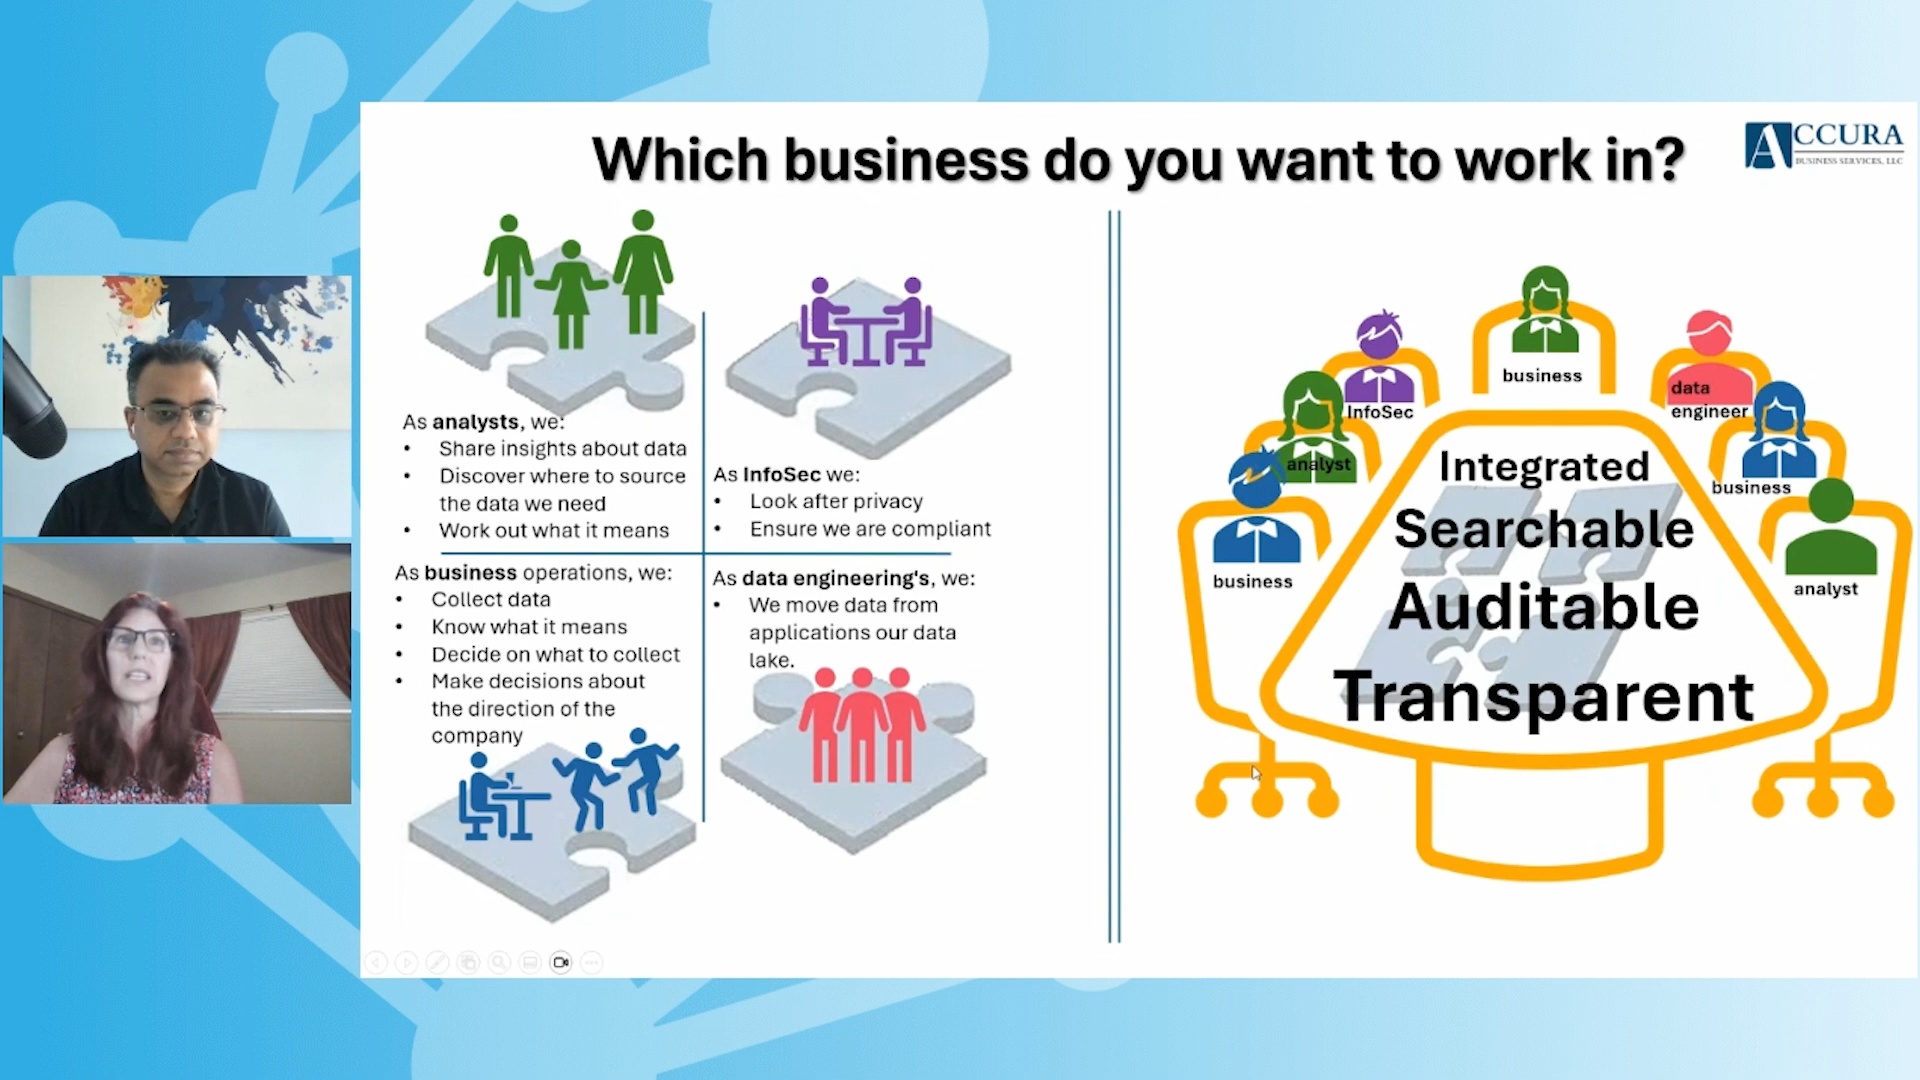 Which business do you want to work in?
ACCURA
BUSINESS SERVICES, LLC
As analysts, we:
• Share insights about data
• Discover where to source
the data we need
• Work out what it means
As InfoSec we:
• Look after privacy
• Ensure we are compliant
As business operations, we:
• Collect data
• Know what it means
• Decide on what to collect
• Make decisions about
the direction of the
company
As data engineering's, we:
• We move data from
applications our data
lake.
business
InfoSec
data
engineer
analyst
business
business
analyst
Integrated
Searchable
Auditable
Transparent